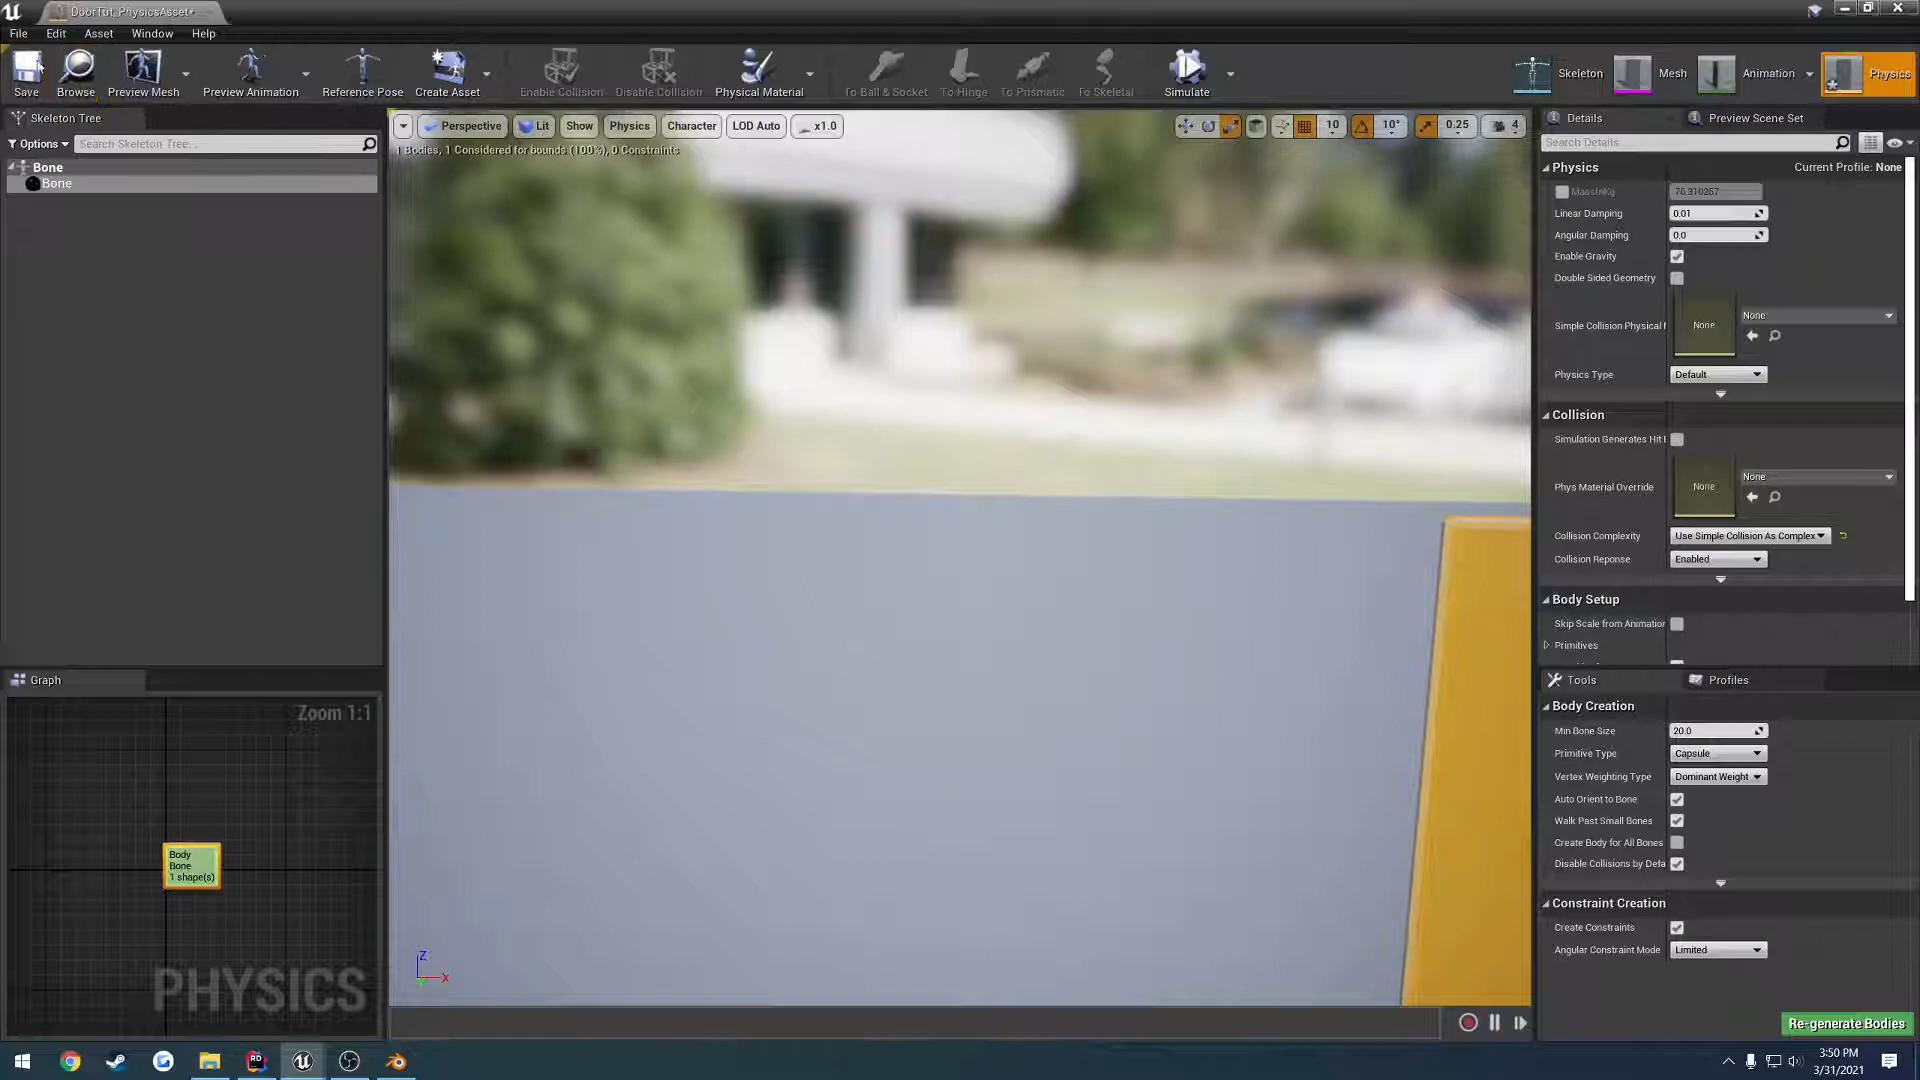 DoorTut_PhysicsAsset*
File Edit Asset Window Help
Save Browse Preview Mesh Preview Animation Reference Pose Create Asset Enable Collision Disable Collision Physical Material To Ball & Socket To Hinge To Prismatic To Skeletal Simulate Skeleton Mesh Animation Physics
Skeleton Tree
Options Search Skeleton Tree...
Bone
Bone
Perspective Lit Show Physics Character LOD Auto x1.0 10 10° 0.25 4
1 Bodies, 1 Considered for bounds (100%), 0 Constraints
Z
X
Details Preview Scene Set
Search Details
Physics Current Profile: None
MassInKg 76.310257
Linear Damping 0.01
Angular Damping 0.0
Enable Gravity
Double Sided Geometry
None
Simple Collision Physical None
Physics Type Default
Collision
Simulation Generates Hit
None
Phys Material Override None
Collision Complexity Use Simple Collision As Complex
Collision Reponse Enabled
Body Setup
Skip Scale from Animation
Primitives
Graph
Zoom 1:1
Body
Bone
1 shape(s)
PHYSICS
Tools Profiles
Body Creation
Min Bone Size 20.0
Primitive Type Capsule
Vertex Weighting Type Dominant Weight
Auto Orient to Bone
Walk Past Small Bones
Create Body for All Bones
Disable Collisions by Defa
Constraint Creation
Create Constraints
Angular Constraint Mode Limited
Re-generate Bodies
RD
3:50 PM
3/31/2021